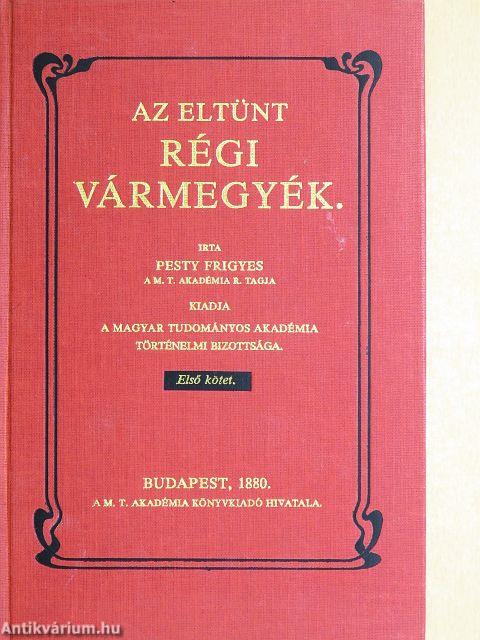 AZ ELTÜNT
RÉGI
VÁRMEGYÉK.
IRTA
PESTY FRIGYES
A M. T. AKADÉMIA R. TAGJA
KIADJA
A MAGYAR TUDOMÁNYOS AKADÉMIA
TÖRTÉNELMI BIZOTTSÁGA.
Első kötet.
BUDAPEST, 1880.
A M. T. AKADÉMIA KÖNYVKIADÓ HIVATALA.
Antikvárium.hu